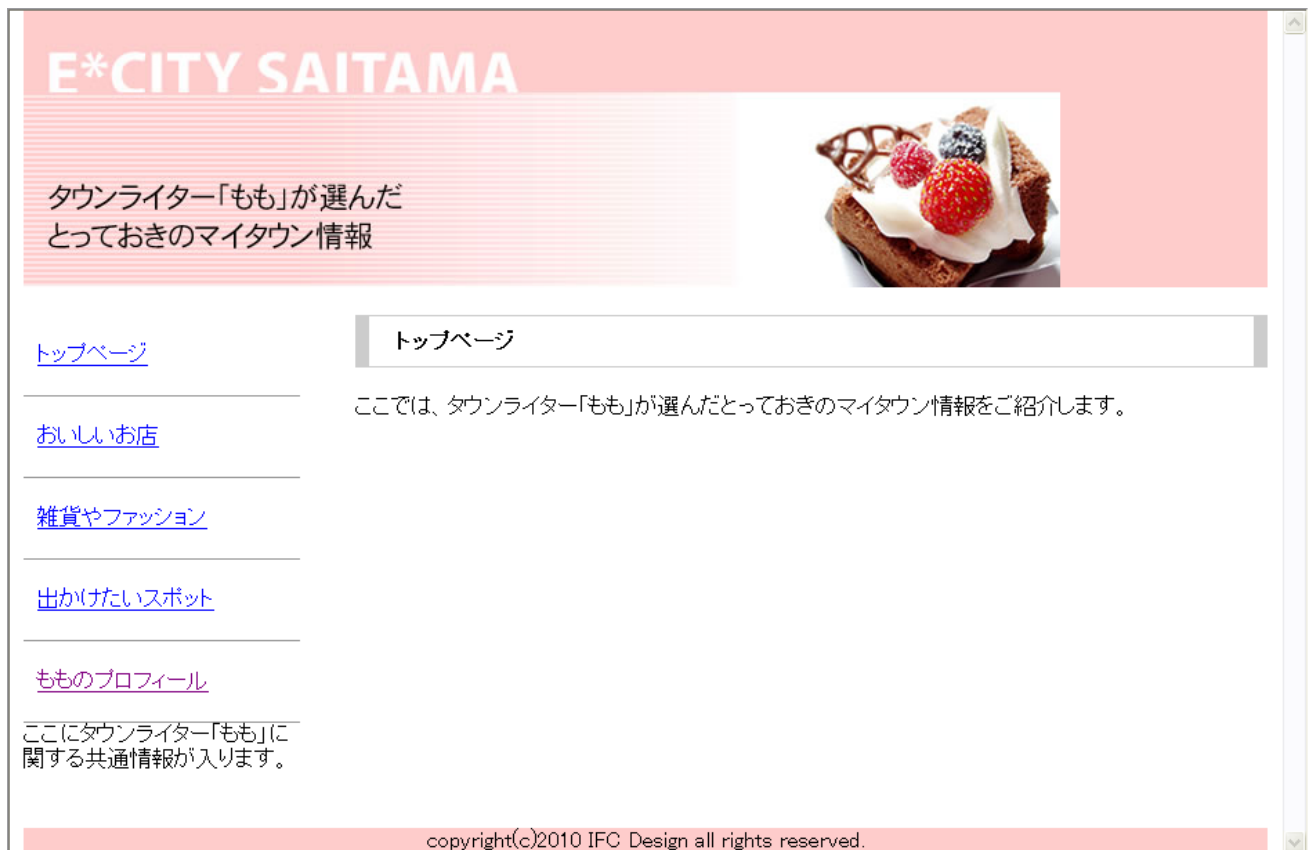 E*CITY SAITAMA
タウンライター「もも」が選んだ
とっておきのマイタウン情報
トップページ
おいしいお店
雑貨やファッション
出かけたいスポット
もものプロフィール
ここにタウンライター「もも」に
関する共通情報が入ります。
トップページ
ここでは、タウンライター「もも」が選んだとっておきのマイタウン情報をご紹介します。
copyright(c)2010 IFC Design all rights reserved.